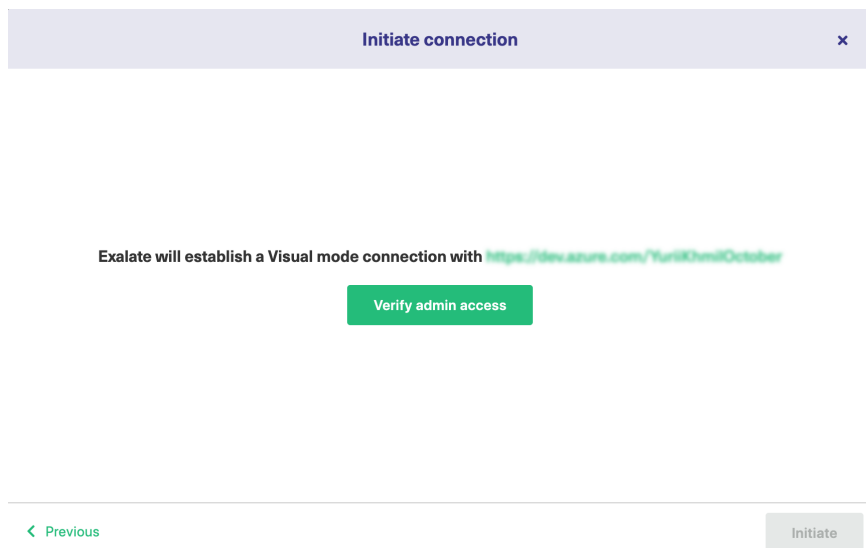 Initiate connection
Exalate will establish a Visual mode connection with
Verify admin access
Previous
Initiate